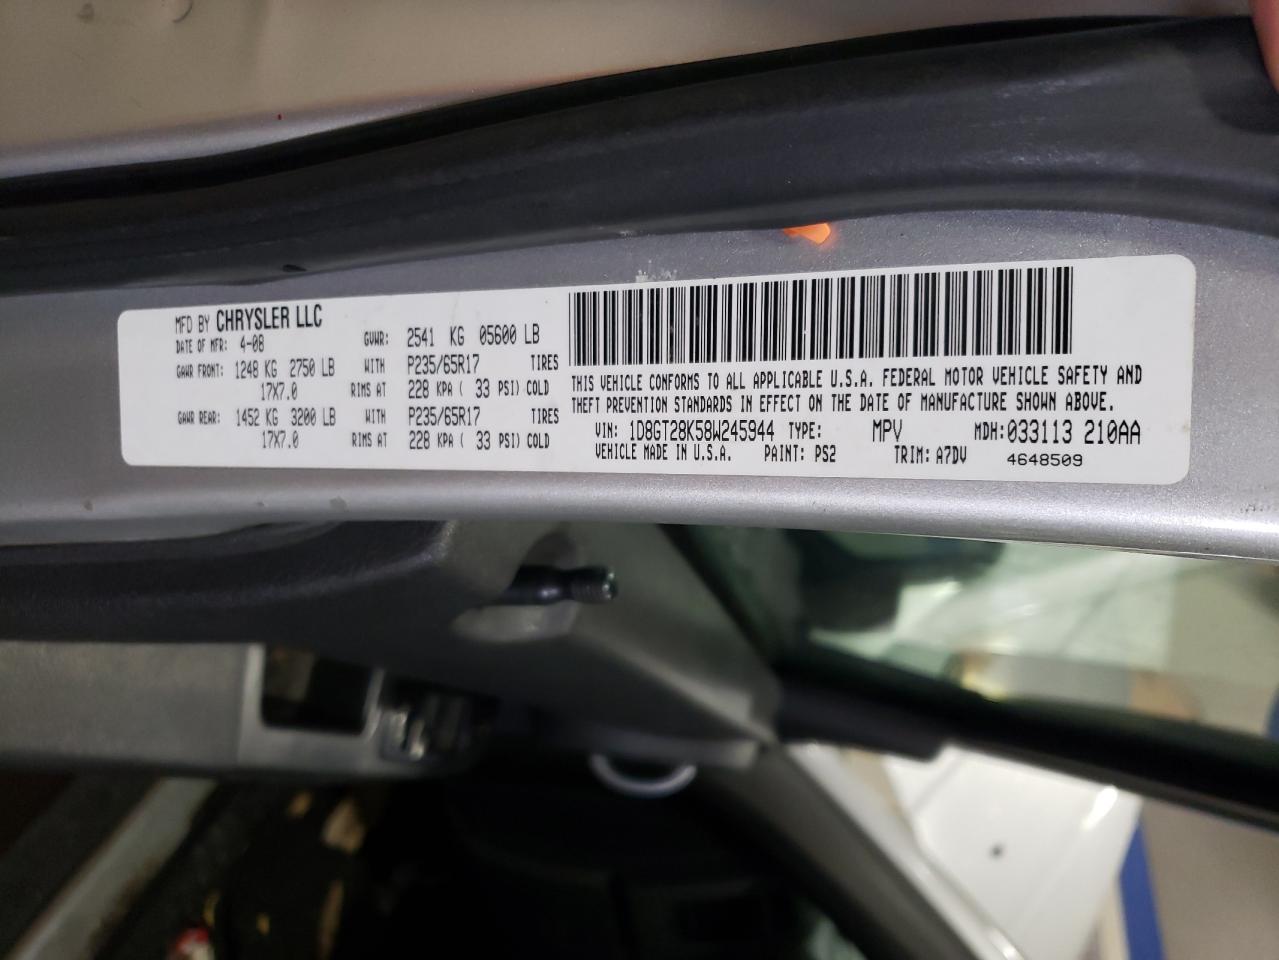 MFD BY CHRYSLER LLC
DATE OF MFR: 4-08 GVWR: 2541 KG 05600 LB
GAWR FRONT: 1248 KG 2750 LB WITH P235/65R17 TIRES
17X7.0 RIMS AT 228 KPA ( 33 PSI) COLD
GAWR REAR: 1452 KG 3200 LB WITH P235/65R17 TIRES
17X7.0 RIMS AT 228 KPA ( 33 PSI) COLD
THIS VEHICLE CONFORMS TO ALL APPLICABLE U.S.A. FEDERAL MOTOR VEHICLE SAFETY AND
THEFT PREVENTION STANDARDS IN EFFECT ON THE DATE OF MANUFACTURE SHOWN ABOVE.
VIN: 1D8GT28K58W245944 TYPE: MPV MDH:033113 210AA
VEHICLE MADE IN U.S.A. PAINT: PS2 TRIM: A7DV 4648509